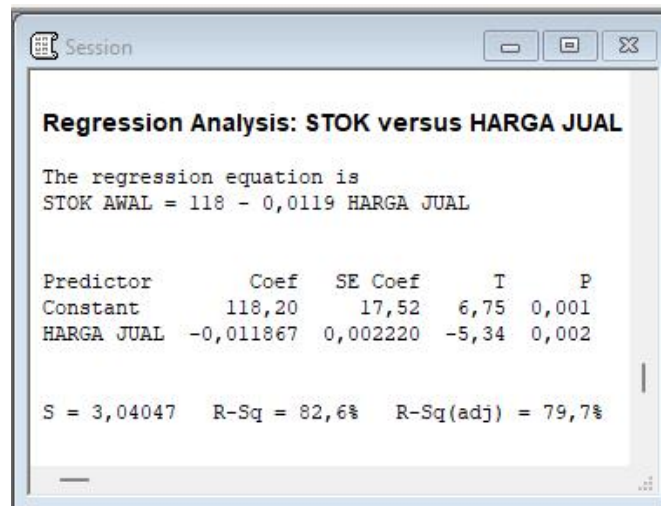 Session
Regression Analysis: STOK versus HARGA JUAL
The regression equation is
STOK AWAL = 118 - 0,0119 HARGA JUAL
Predictor Coef SE Coef T P
Constant 118,20 17,52 6,75 0,001
HARGA JUAL -0,011867 0,002220 -5,34 0,002
S = 3,04047 R-Sq = 82,6% R-Sq(adj) = 79,7%